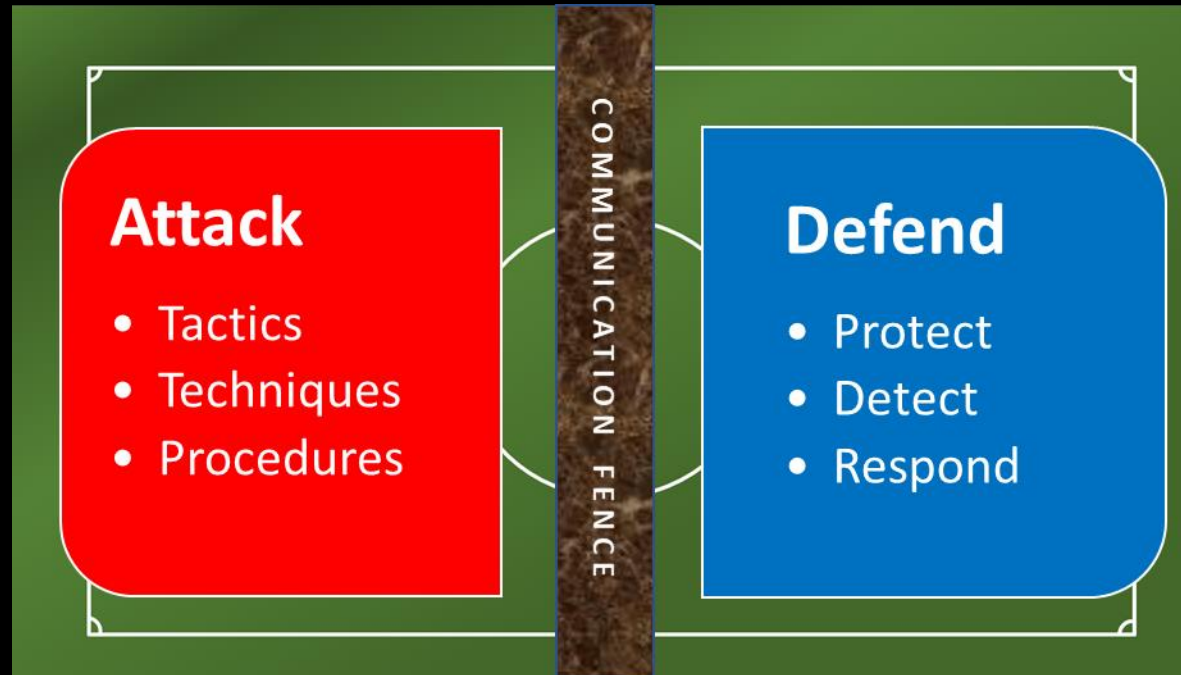 Attack
• Tactics
• Techniques
• Procedures
COMMUNICATION FENCE
Defend
• Protect
• Detect
• Respond